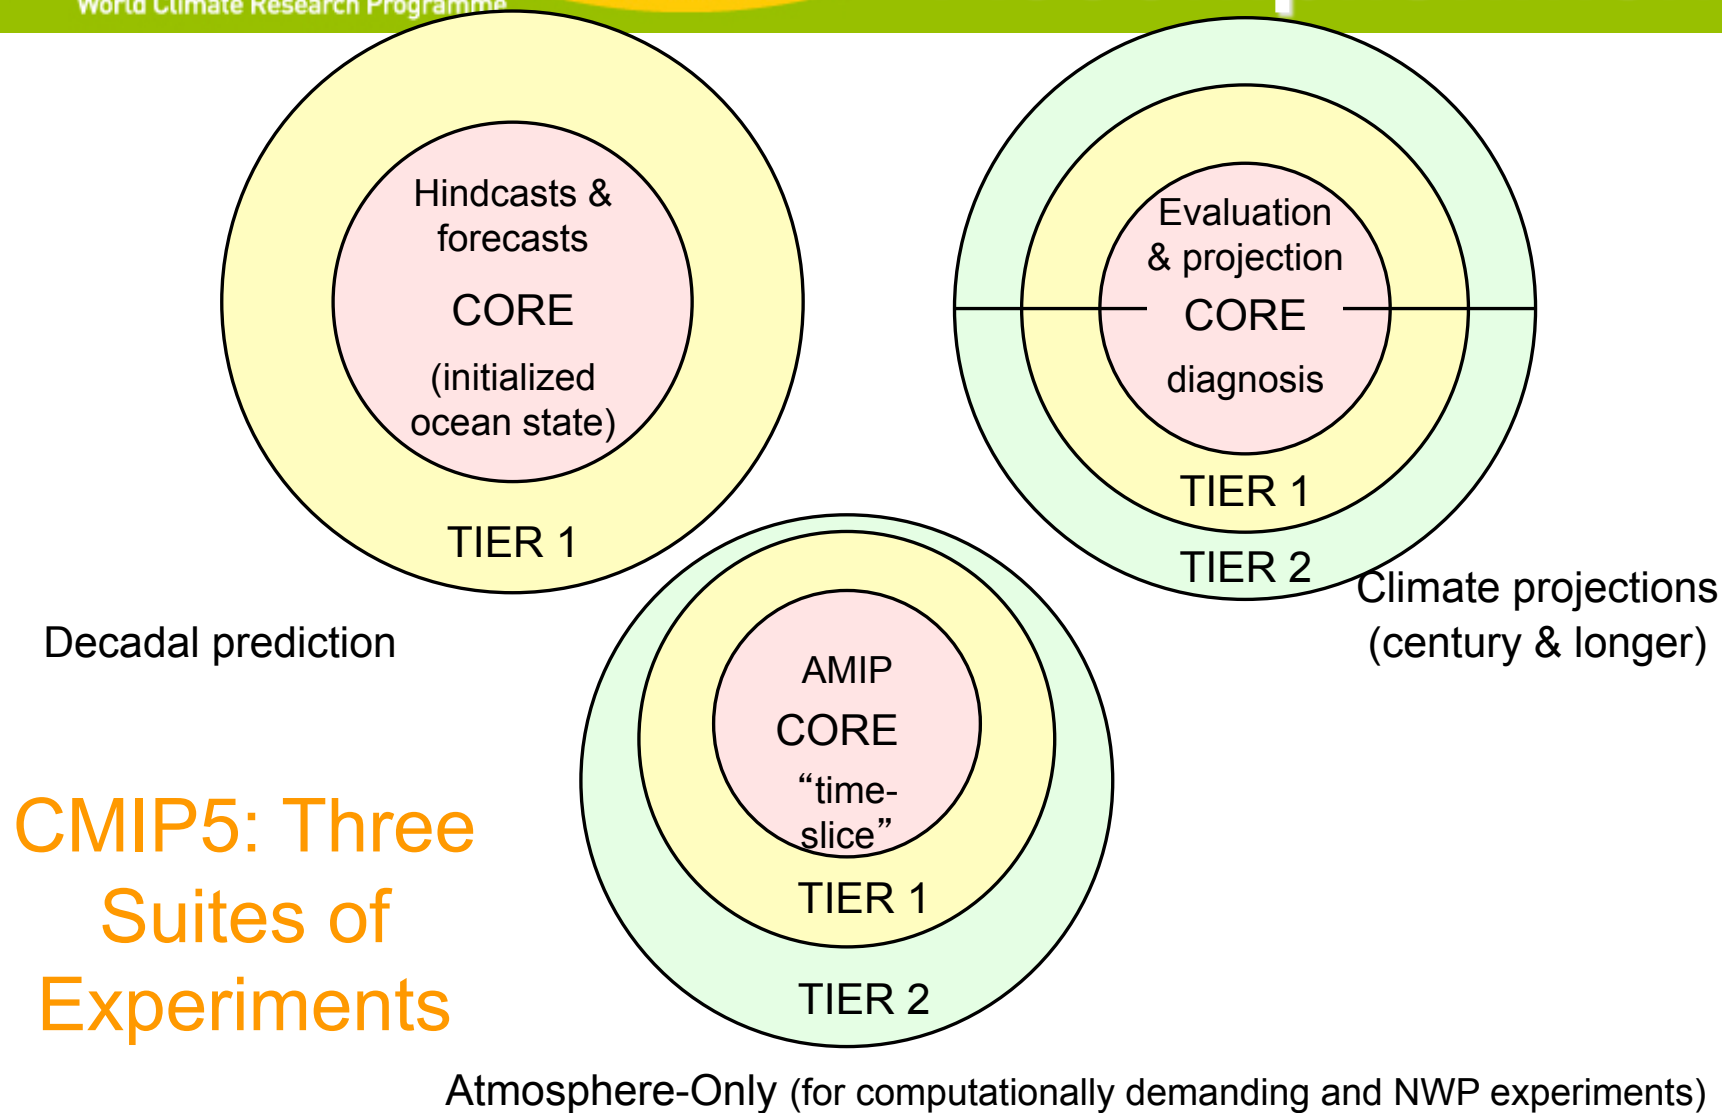 World Climate Research Programme
Hindcasts &
forecasts
CORE
(initialized
ocean state)
TIER 1
Decadal prediction
Evaluation
& projection
CORE
diagnosis
TIER 1
TIER 2
Climate projections
(century & longer)
AMIP
CORE
“time-
slice”
TIER 1
TIER 2
CMIP5: Three
Suites of
Experiments
Atmosphere-Only (for computationally demanding and NWP experiments)